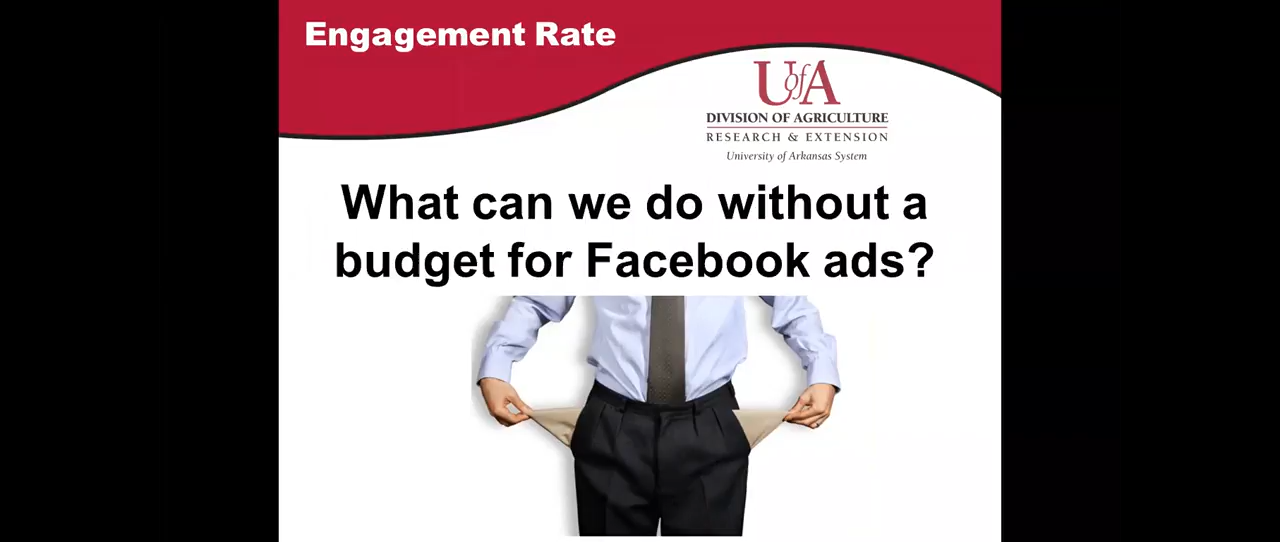 Engagement Rate
UofA
DIVISION OF AGRICULTURE
RESEARCH & EXTENSION
University of Arkansas System
What can we do without a
budget for Facebook ads?